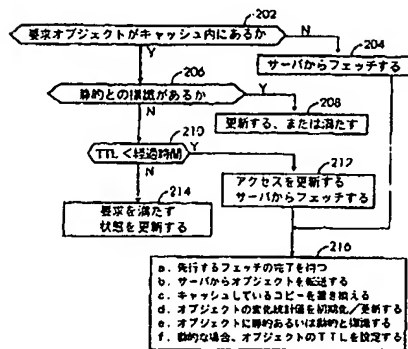 202
要求オブジェクトがキャッシュ内にあるか
N
Y
204
サーバからフェッチする
206
静的との標識があるか
Y
N
208
更新する、または満たす
210
TTL<経過時間
Y
N
212
アクセスを更新する
サーバからフェッチする
214
要求を満たす
状態を更新する
216
a. 先行するフェッチの完了を待つ
b. サーバからオブジェクトを転送する
c. キャッシュしているコピーを置き換える
d. オブジェクトの変化統計値を初期化/更新する
e. オブジェクトに静的あるいは動的と標識する
f. 静的な場合、オブジェクトのTTLを設定する